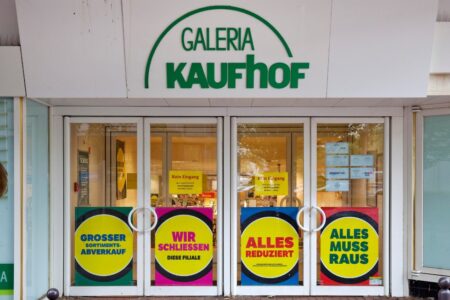 GALERIA
KAUFHOF
Kein Eingang
Kein Eingang
GROSSER
SORTIMENTS-
ABVERKAUF
WIR
SCHLIESSEN
DIESE FILIALE
ALLES
REDUZIERT
ALLES
MUSS
RAUS